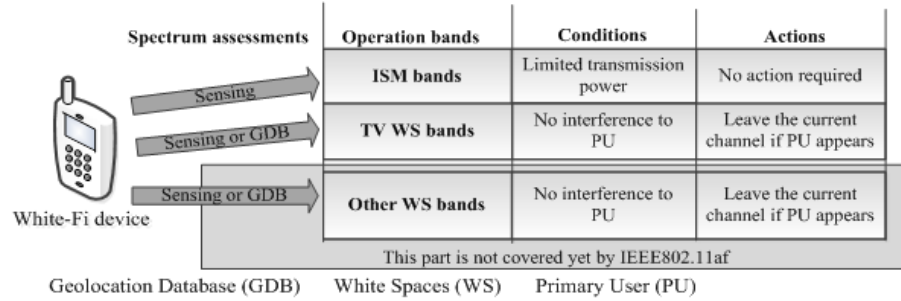 Spectrum assessments Operation bands Conditions Actions
Sensing ISM bands Limited transmission power No action required
Sensing or GDB TV WS bands No interference to PU Leave the current channel if PU appears
Sensing or GDB Other WS bands No interference to PU Leave the current channel if PU appears
White-Fi device
This part is not covered yet by IEEE802.11af
Geolocation Database (GDB) White Spaces (WS) Primary User (PU)